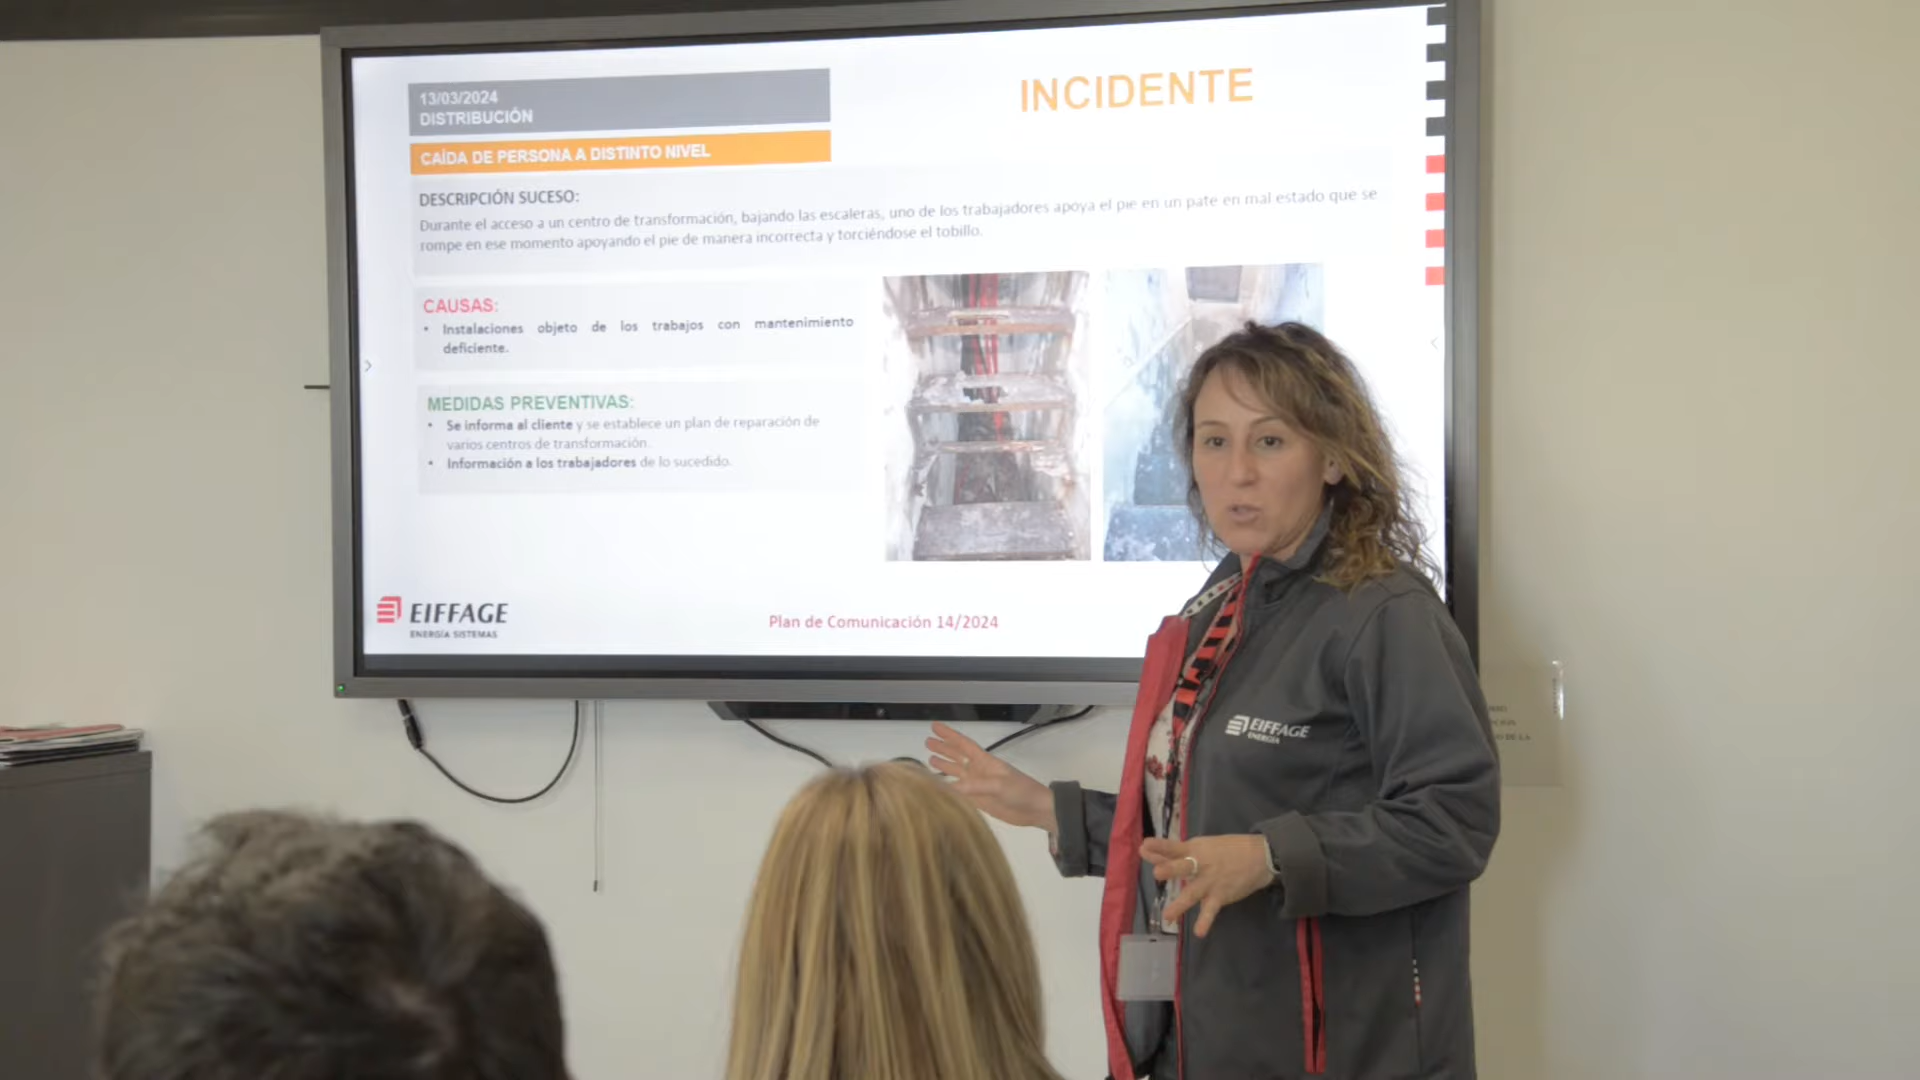 13/03/2024
DISTRIBUCIÓN
INCIDENTE
CAÍDA DE PERSONA A DISTINTO NIVEL
DESCRIPCIÓN SUCESO:
Durante el acceso a un centro de transformación, bajando las escaleras, uno de los trabajadores apoya el pie en un pate en mal estado que se
rompe en ese momento apoyando el pie de manera incorrecta y torciéndose el tobillo.
CAUSAS:
• Instalaciones objeto de los trabajos con mantenimiento
deficiente.
MEDIDAS PREVENTIVAS:
• Se informa al cliente y se establece un plan de reparación de
varios centros de transformación.
• Información a los trabajadores de lo sucedido.
EIFFAGE
ENERGÍA SISTEMAS
Plan de Comunicación 14/2024
EIFFAGE
ENERGÍA